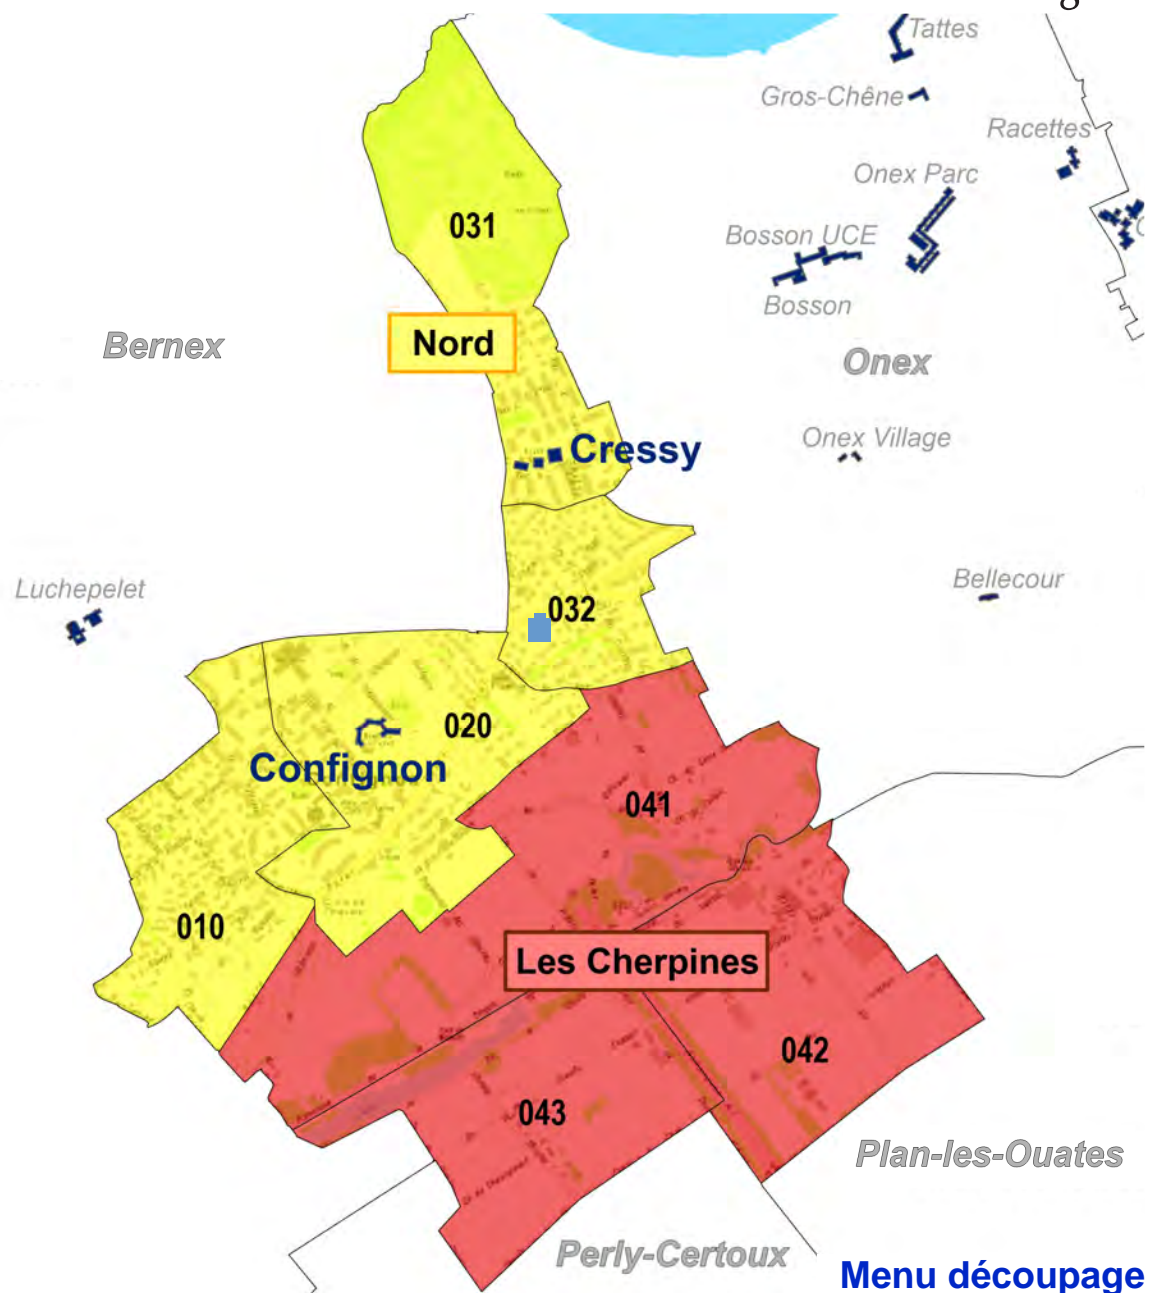 Tattes
Gros-Chêne
Racettes
Onex Parc
031
Bosson UCE
Bosson
Nord
Bernex
Onex
Onex Village
Cressy
Bellecour
Luchepelet
032
020
Confignon
041
010
Les Cherpines
042
043
Plan-les-Ouates
Perly-Certoux
Menu découpage